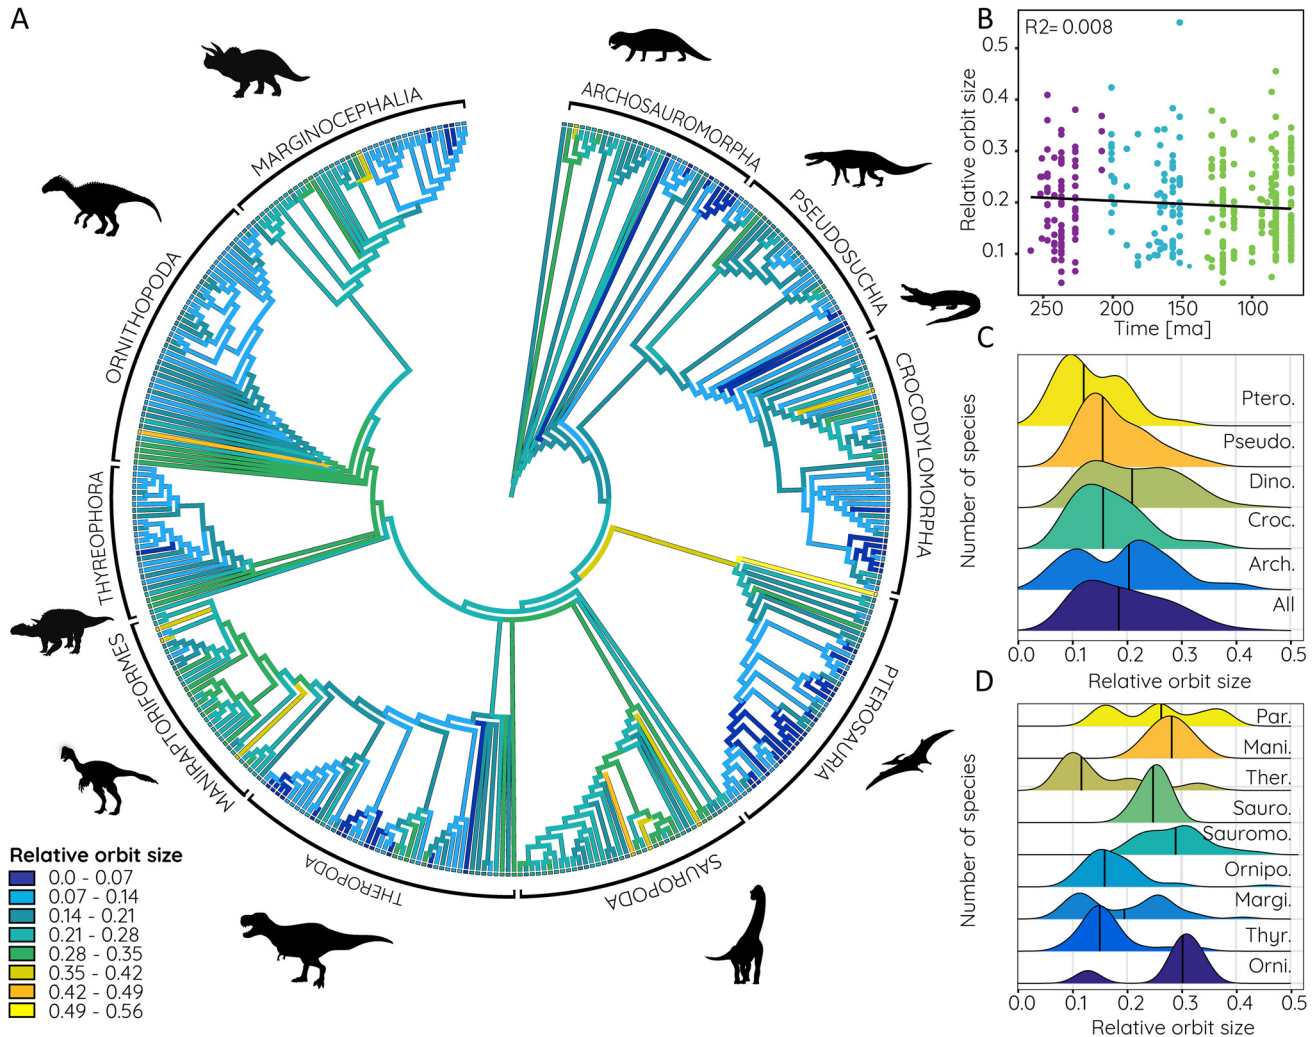 A
ARCHOSAUROMORPHA
PSEUDOSUCHIA
CROCODYLOMORPHA
PTEROSAURIA
SAUROPODA
THEROPODA
MANIRAPTORIFORMES
THYREOPHORA
ORNITHOPODA
MARGINOCEPHALIA
Relative orbit size
0.0 - 0.07
0.07 - 0.14
0.14 - 0.21
0.21 - 0.28
0.28 - 0.35
0.35 - 0.42
0.42 - 0.49
0.49 - 0.56
B
R2= 0.008
Relative orbit size
0.5
0.4
0.3
0.2
0.1
250 200 150 100
Time [ma]
C
Number of species
Ptero.
Pseudo.
Dino.
Croc.
Arch.
All
0.0 0.1 0.2 0.3 0.4 0.5
Relative orbit size
D
Number of species
Par.
Mani.
Ther.
Sauro.
Sauromo.
Ornipo.
Margi.
Thyr.
Orni.
0.0 0.1 0.2 0.3 0.4 0.5
Relative orbit size